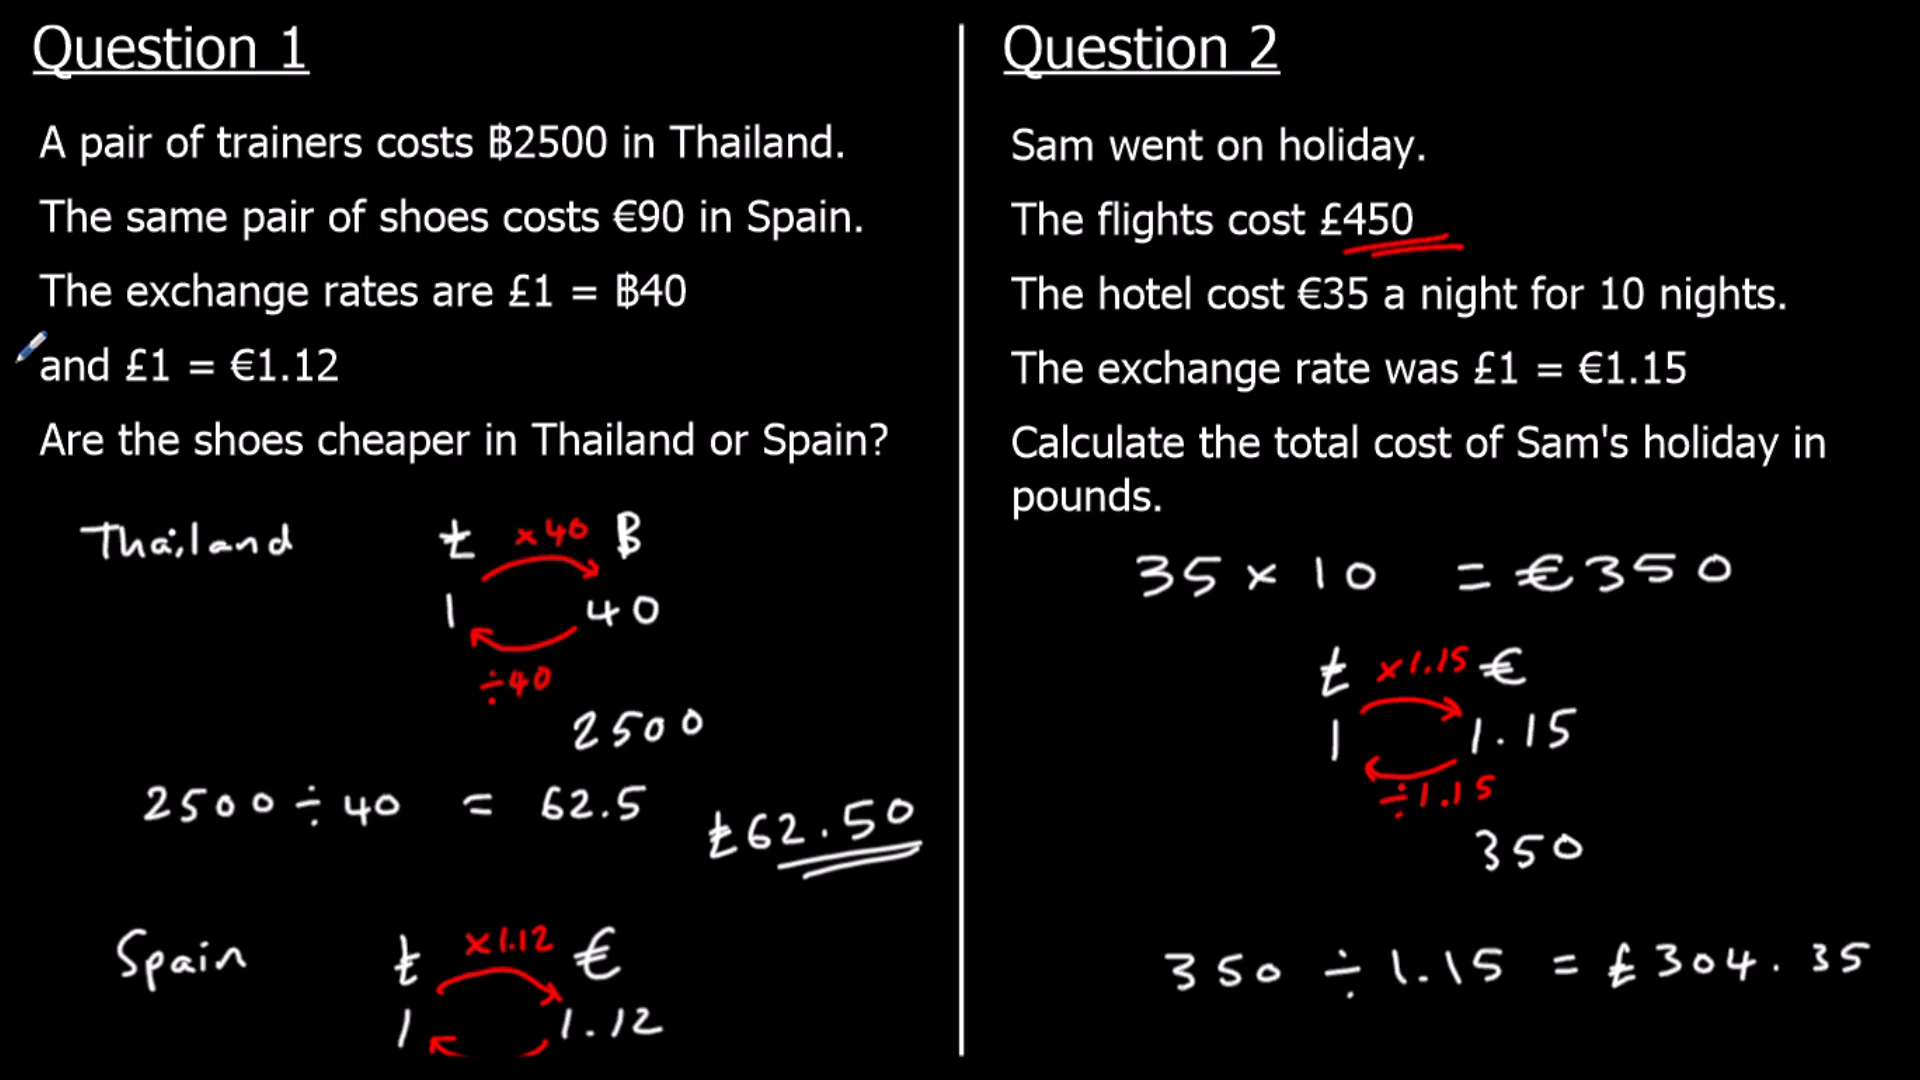 Question 1
A pair of trainers costs ฿2500 in Thailand.
The same pair of shoes costs €90 in Spain.
The exchange rates are £1 = ฿40
and £1 = €1.12
Are the shoes cheaper in Thailand or Spain?
Thailand £ ×40 ฿
1 40
÷40
2500
2500 ÷ 40 = 62.5
£62.50
Spain £ ×1.12 €
1 1.12
Question 2
Sam went on holiday.
The flights cost £450
The hotel cost €35 a night for 10 nights.
The exchange rate was £1 = €1.15
Calculate the total cost of Sam's holiday in
pounds.
35 × 10 = €350
£ ×1.15 €
1 1.15
÷1.15
350
350 ÷ 1.15 = £304.35